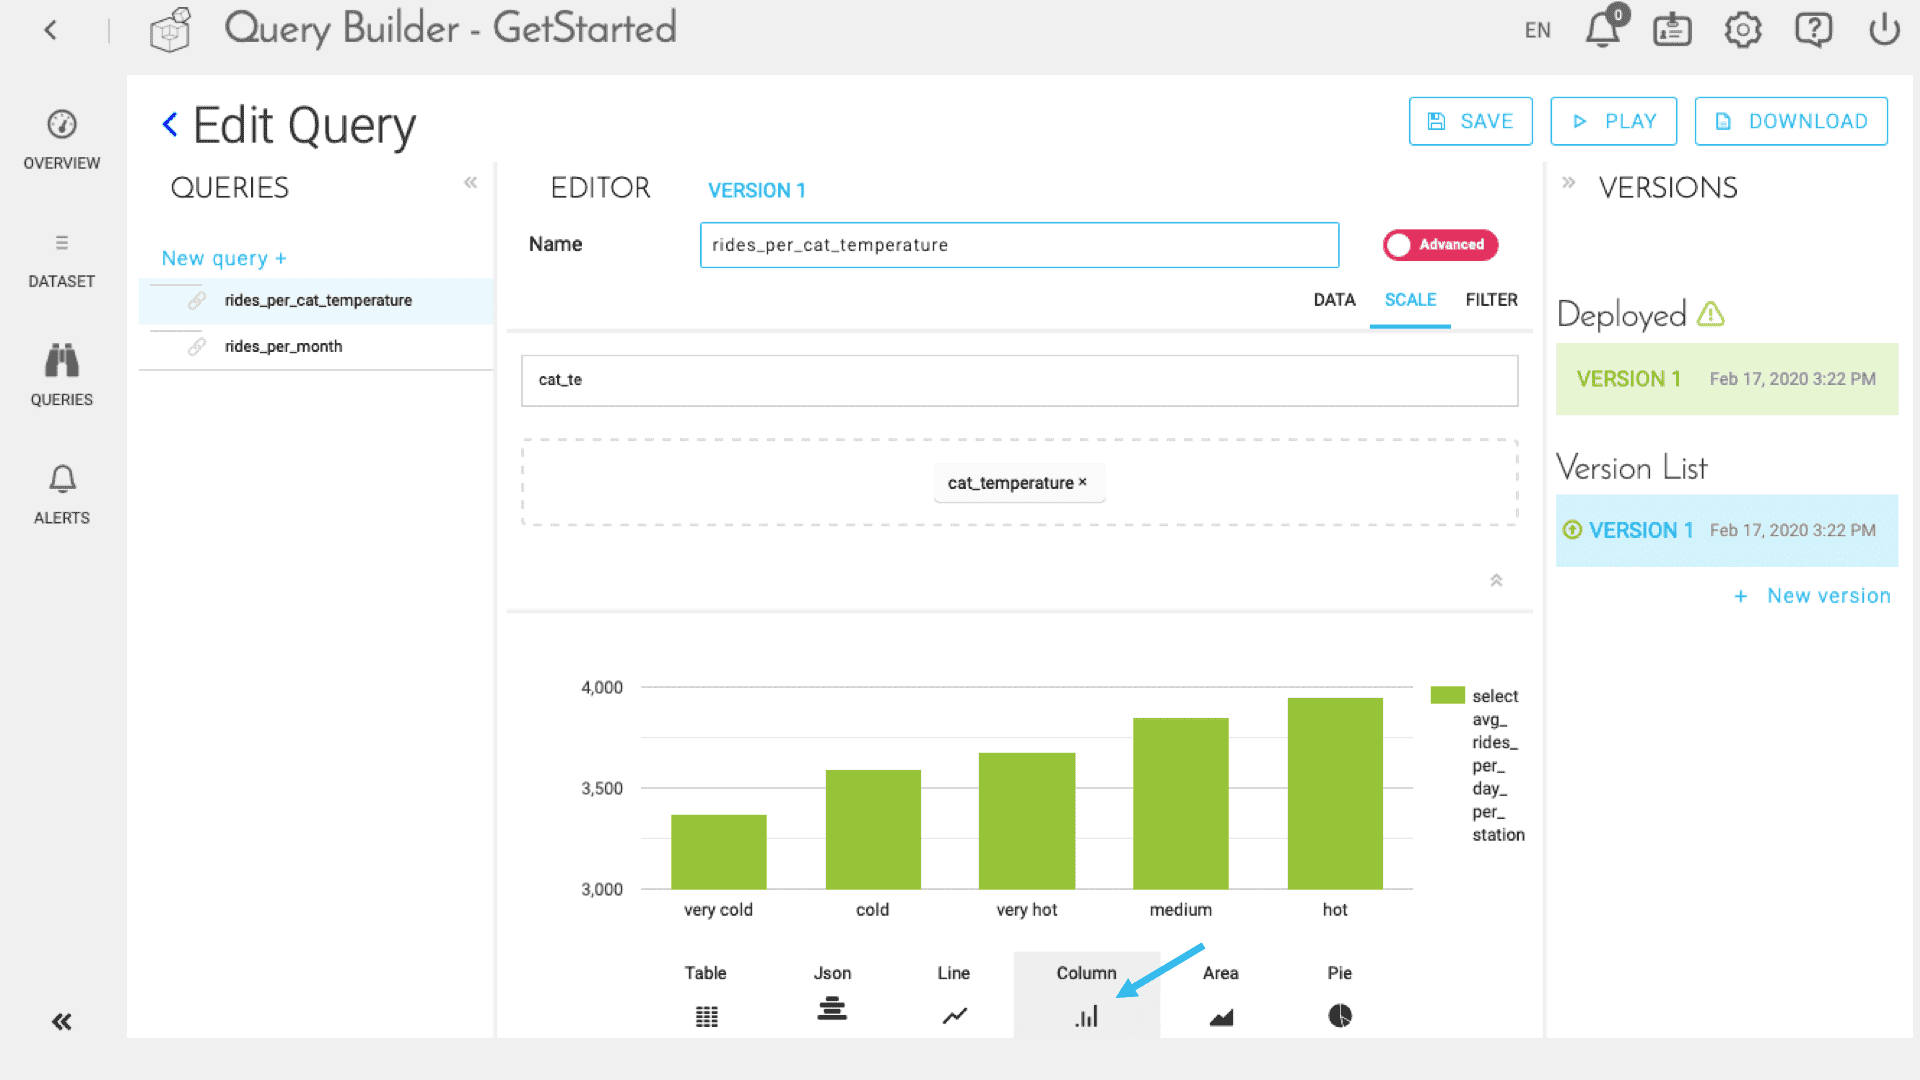 Query Builder - GetStarted
EN
0
OVERVIEW
DATASET
QUERIES
ALERTS
Edit Query
SAVE
PLAY
DOWNLOAD
QUERIES
New query +
rides_per_cat_temperature
rides_per_month
EDITOR
VERSION 1
Name
rides_per_cat_temperature
Advanced
DATA
SCALE
FILTER
cat_te
cat_temperature ×
4,000
3,500
3,000
very cold
cold
very hot
medium
hot
select
avg_
rides_
per_
day_
per_
station
Table
Json
Line
Column
Area
Pie
VERSIONS
Deployed
VERSION 1 Feb 17, 2020 3:22 PM
Version List
VERSION 1 Feb 17, 2020 3:22 PM
+ New version